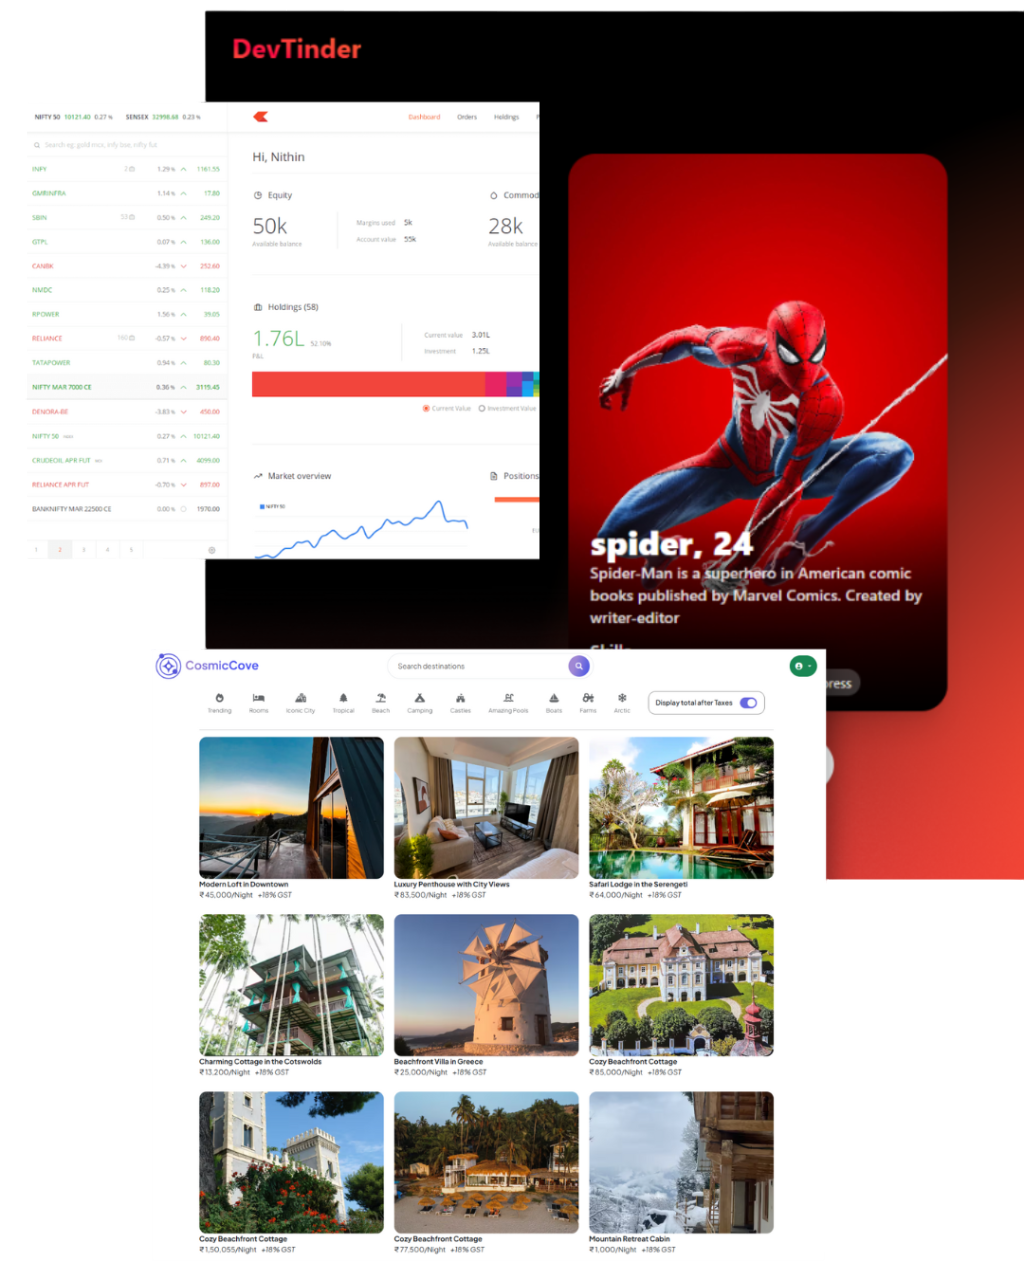 DevTinder
NIFTY 50 10121.40 0.27 % SENSEX 32998.68 0.23 %
Dashboard Orders Holdings
Search eg. gold mcx, infy bse, nifty fut
Hi, Nithin
INFY 2 1.29 % 1161.55
GMRINFRA 1.14 % 17.80
SBIN 50 0.50 % 249.20
GTPL 0.07 % 136.00
CANBK -4.39 % 252.60
NMDC 0.25 % 118.20
RPOWER 1.56 % 39.05
RELIANCE 160 -0.57 % 890.40
TATAPOWER 0.94 % 80.30
NIFTY MAR 7000 CE 0.36 % 3119.45
DENORA-BE -3.83 % 450.00
NIFTY 50 0.27 % 10121.40
CRUDEOIL APR FUT 0.71 % 4099.00
RELIANCE APR FUT -0.70 % 897.00
BANKNIFTY MAR 22500 CE 0.00 % 1970.00
1 2 3 4 5
Equity
50k
Available balance
Margins used 5k
Account value 55k
Commod
28k
Available balance
Holdings (58)
1.76L 52.10%
P&L
Current value 3.01L
Investment 1.25L
Current Value Investment Value
Market overview
NIFTY 50
Positions
spider, 24
Spider-Man is a superhero in American comic
books published by Marvel Comics. Created by
writer-editor
Skills
press
CosmicCove
Search destinations
Trending Rooms Iconic City Tropical Beach Camping Castles Amazing Pools Boats Farms Arctic
Display total after Taxes
Modern Loft in Downtown
₹45,000/Night +18% GST
Luxury Penthouse with City Views
₹83,500/Night +18% GST
Safari Lodge in the Serengeti
₹64,000/Night +18% GST
Charming Cottage in the Cotswolds
₹13,200/Night +18% GST
Beachfront Villa in Greece
₹25,000/Night +18% GST
Cozy Beachfront Cottage
₹85,000/Night +18% GST
Cozy Beachfront Cottage
₹1,50,055/Night +18% GST
Cozy Beachfront Cottage
₹77,500/Night +18% GST
Mountain Retreat Cabin
₹1,000/Night +18% GST